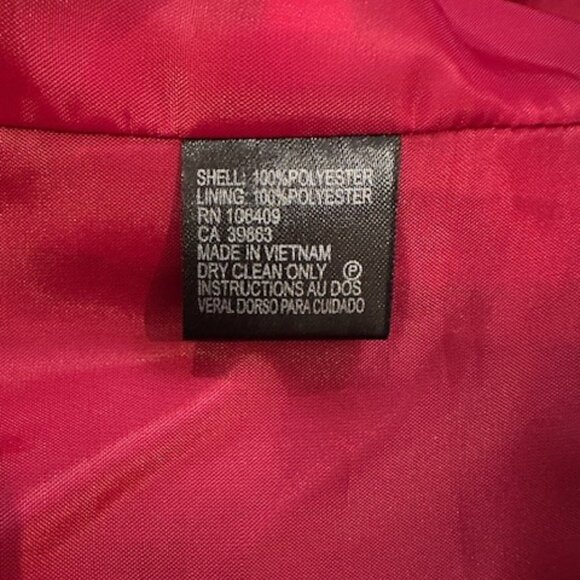 SHELL: 100%POLYESTER
LINING: 100%POLYESTER
RN 106409
CA 39663
MADE IN VIETNAM
DRY CLEAN ONLY Ⓟ
INSTRUCTIONS AU DOS
VERAL DORSO PARA CUIDADO